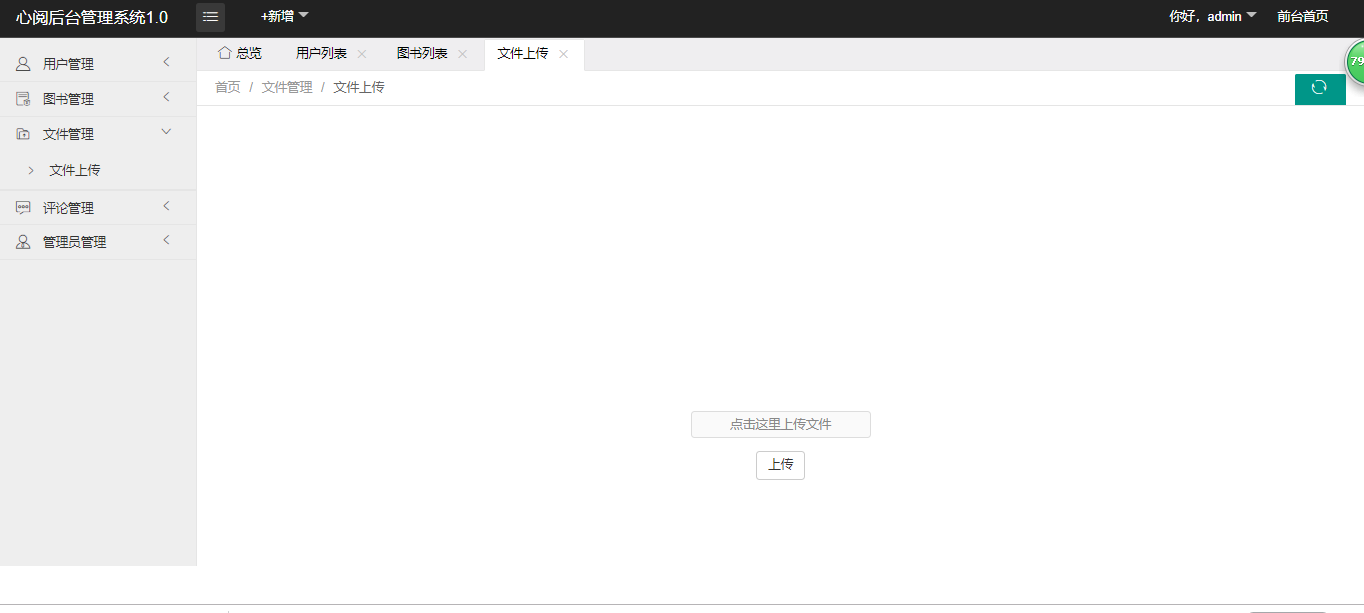 心阅后台管理系统1.0 +新增 你好，admin 前台首页
总览 用户列表 图书列表 文件上传
首页 / 文件管理 / 文件上传
79
用户管理
图书管理
文件管理
文件上传
评论管理
管理员管理
点击这里上传文件
上传